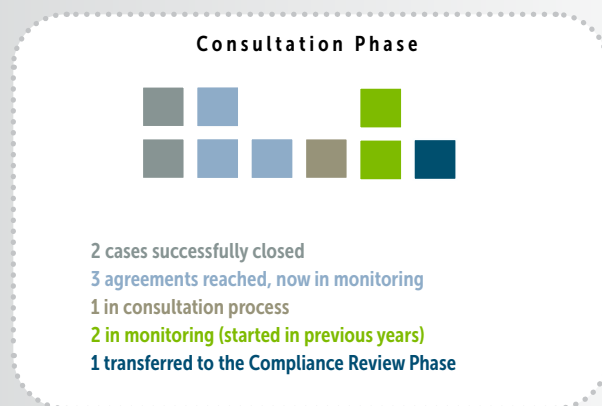 Consultation Phase
2 cases successfully closed
3 agreements reached, now in monitoring
1 in consultation process
2 in monitoring (started in previous years)
1 transferred to the Compliance Review Phase